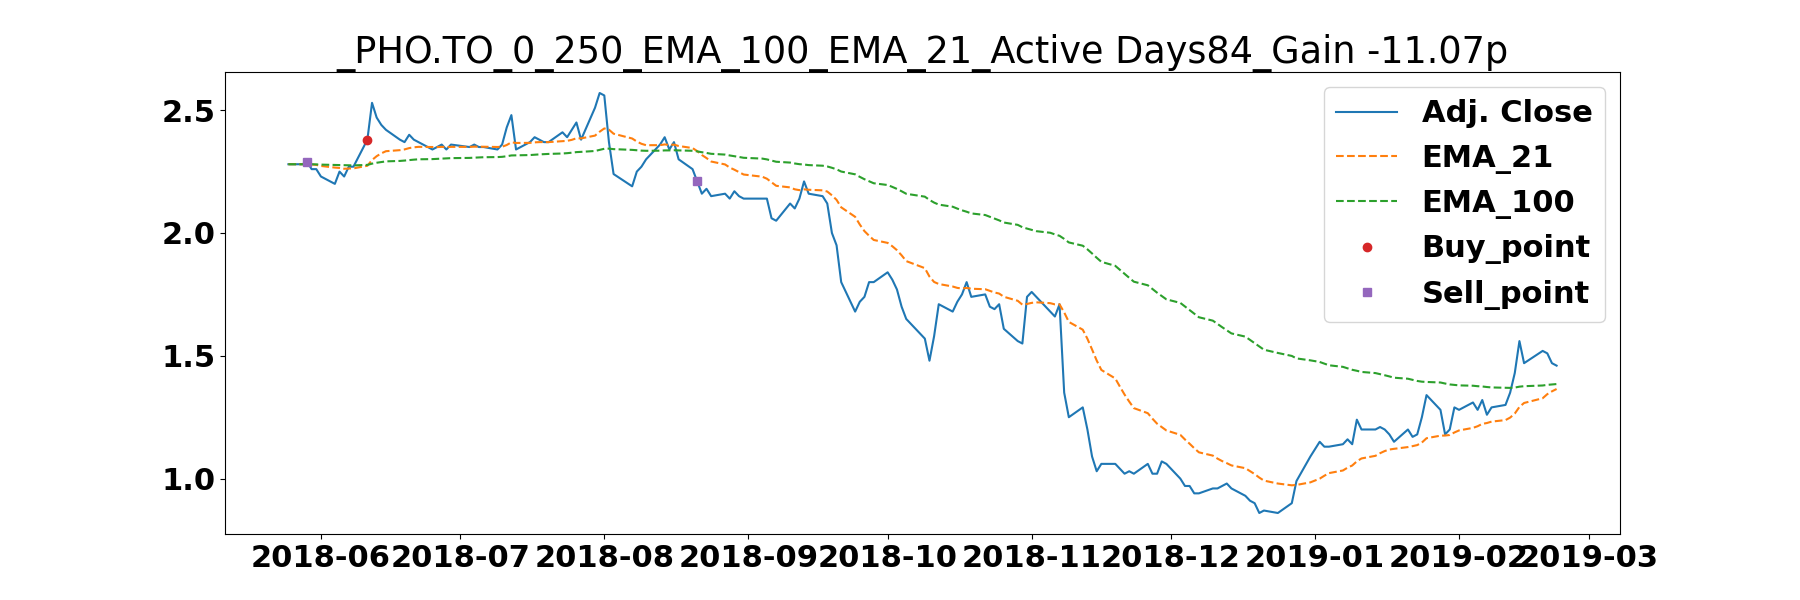 _PHO.TO_0_250_EMA_100_EMA_21_Active Days84_Gain -11.07p
2.5
2.0
1.5
1.0
Adj. Close
EMA_21
EMA_100
Buy_point
Sell_point
2018-06 2018-07 2018-08 2018-09 2018-10 2018-11 2018-12 2019-01 2019-02 2019-03